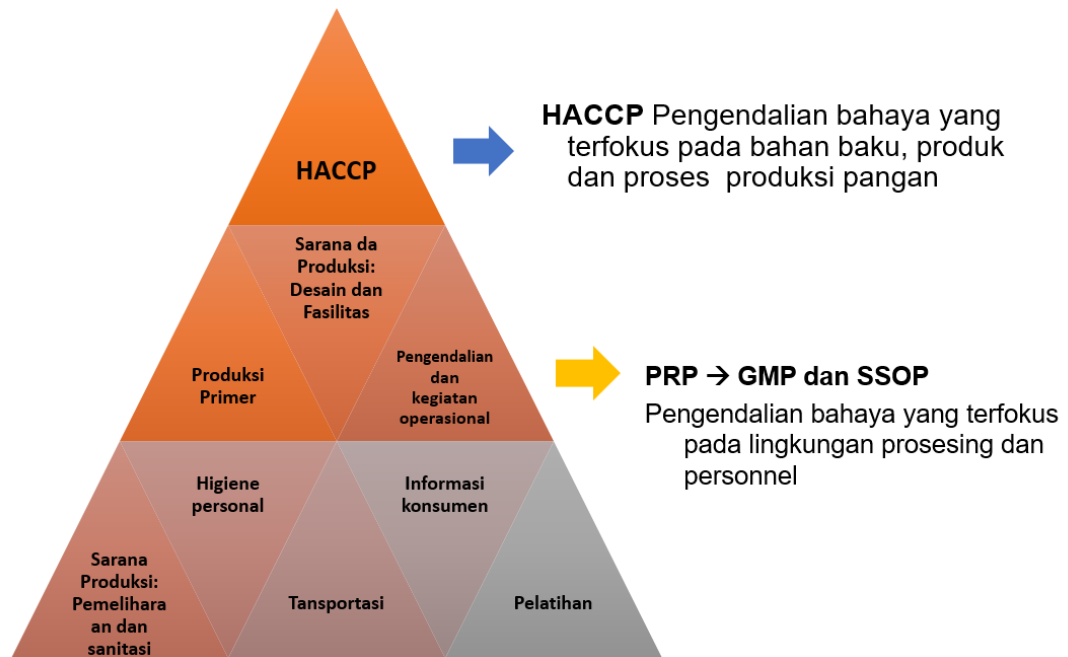 HACCP
HACCP Pengendalian bahaya yang
terfokus pada bahan baku, produk
dan proses produksi pangan
Sarana da
Produksi:
Desain dan
Fasilitas
Produksi
Primer
Pengendalian
dan
kegiatan
operasional
PRP → GMP dan SSOP
Pengendalian bahaya yang terfokus
pada lingkungan prosesing dan
personnel
Higiene
personal
Informasi
konsumen
Sarana
Produksi:
Pemelihara
an dan
sanitasi
Tansportasi
Pelatihan